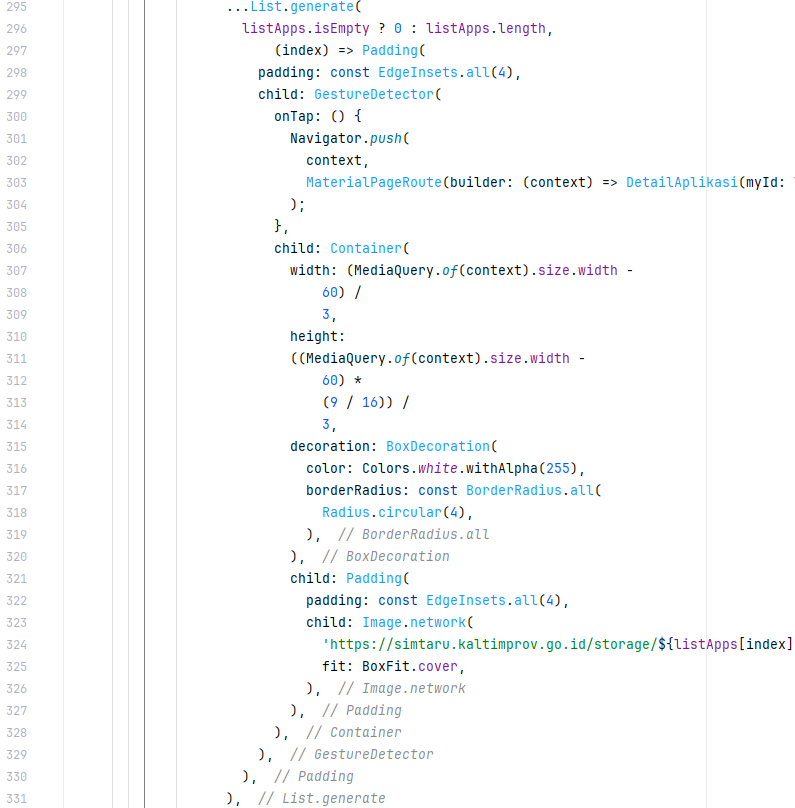 295 ...List.generate(
296 listApps.isEmpty ? 0 : listApps.length,
297 (index) => Padding(
298 padding: const EdgeInsets.all(4),
299 child: GestureDetector(
300 onTap: () {
301 Navigator.push(
302 context,
303 MaterialPageRoute(builder: (context) => DetailAplikasi(myId:
304 );
305 },
306 child: Container(
307 width: (MediaQuery.of(context).size.width -
308 60) /
309 3,
310 height:
311 ((MediaQuery.of(context).size.width -
312 60) *
313 (9 / 16)) /
314 3,
315 decoration: BoxDecoration(
316 color: Colors.white.withAlpha(255),
317 borderRadius: const BorderRadius.all(
318 Radius.circular(4),
319 ), // BorderRadius.all
320 ), // BoxDecoration
321 child: Padding(
322 padding: const EdgeInsets.all(4),
323 child: Image.network(
324 'https://simtaru.kaltimprov.go.id/storage/${listApps[index]
325 fit: BoxFit.cover,
326 ), // Image.network
327 ), // Padding
328 ), // Container
329 ), // GestureDetector
330 ), // Padding
331 ), // List.generate